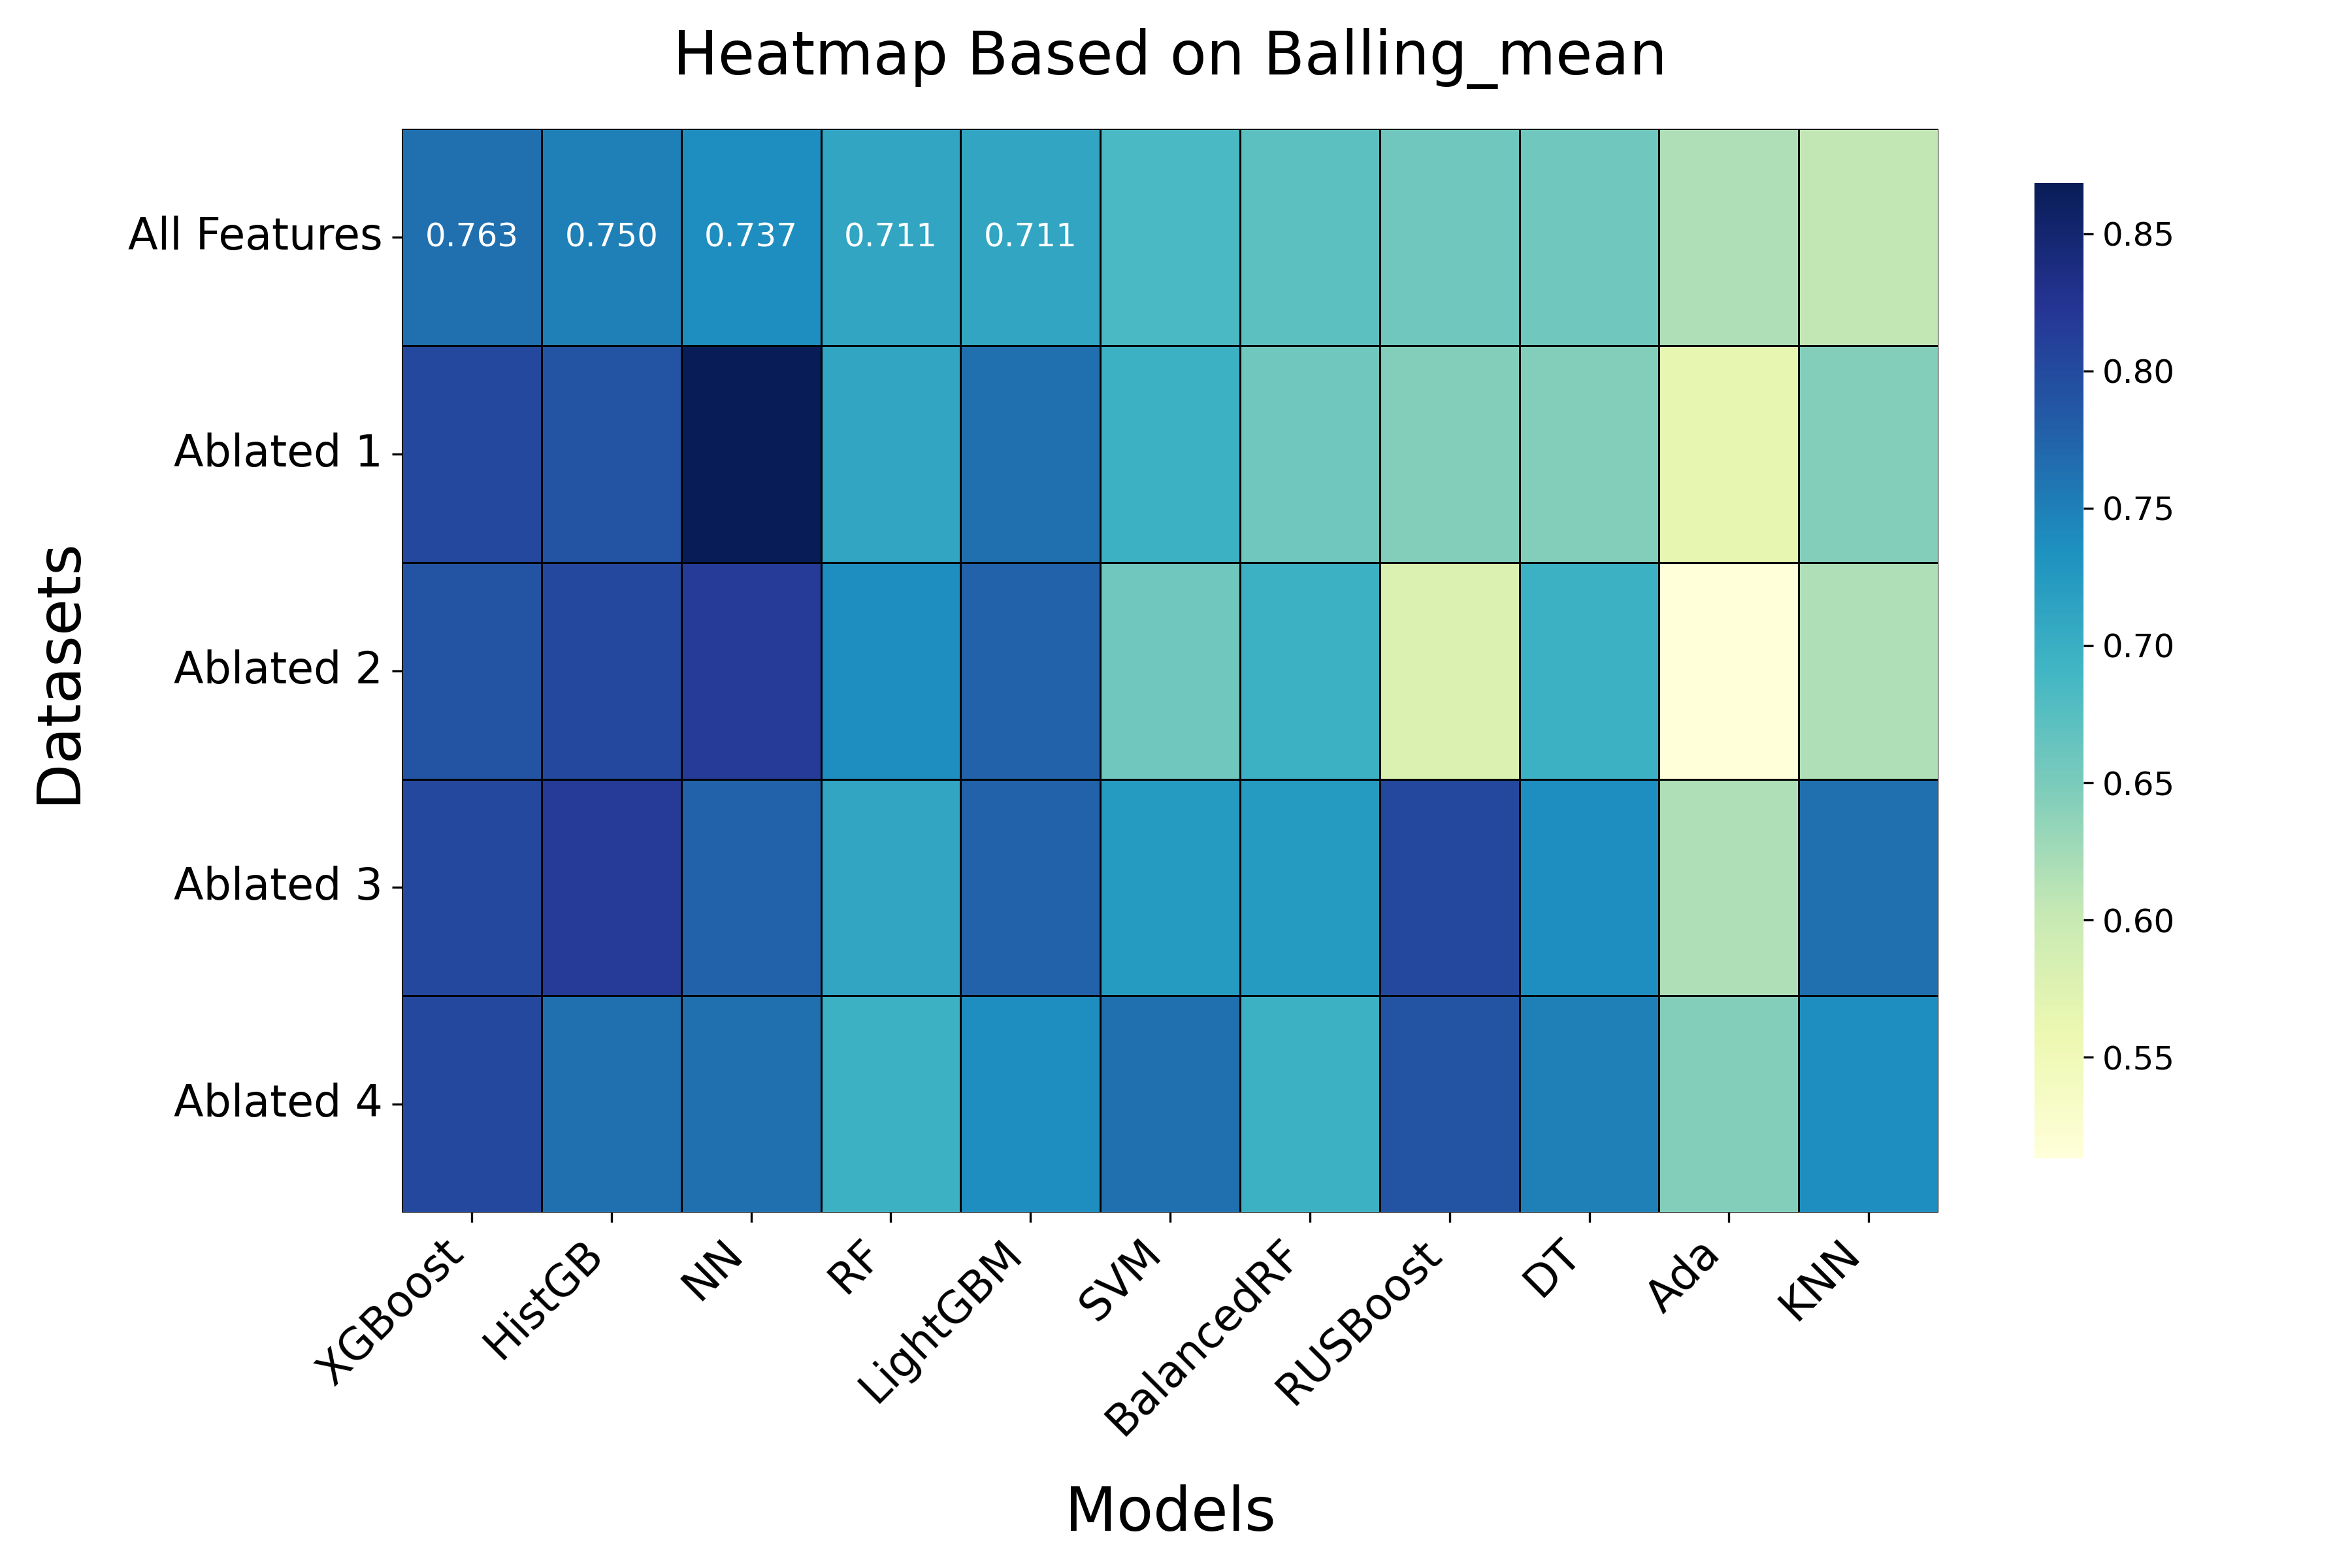 Heatmap Based on Balling_mean
All Features
0.763 0.750 0.737 0.711 0.711
Ablated 1
Ablated 2
Ablated 3
Ablated 4
Datasets
XGBoost HistGB NN RF LightGBM SVM BalancedRF RUSBoost DT Ada KNN
Models
0.85
0.80
0.75
0.70
0.65
0.60
0.55